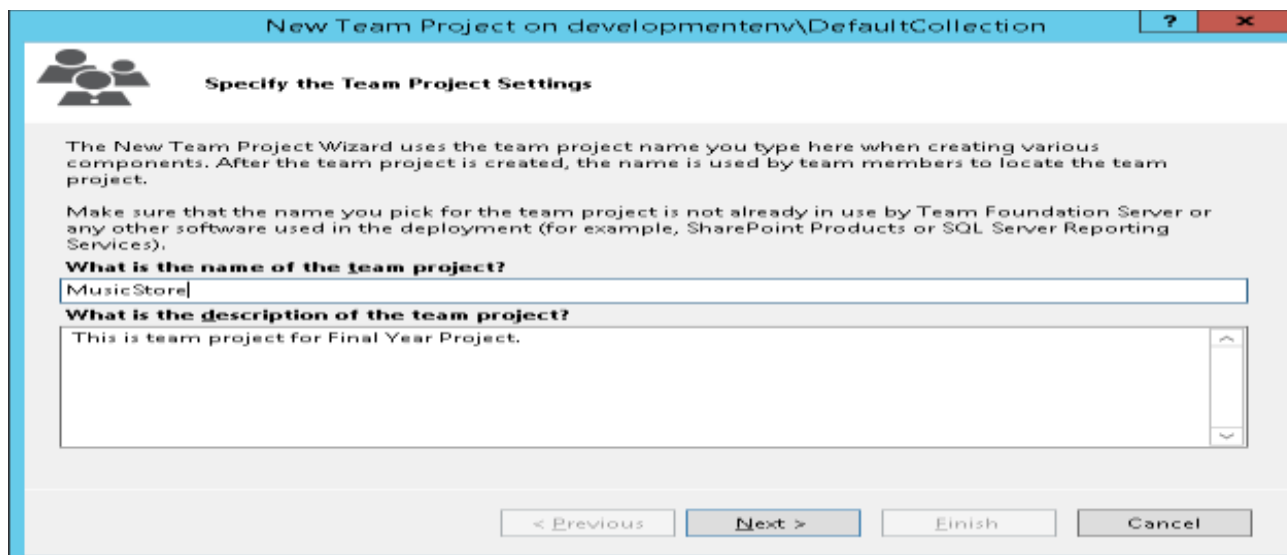 New Team Project on developmentenv\DefaultCollection
?
Specify the Team Project Settings
The New Team Project Wizard uses the team project name you type here when creating various
components. After the team project is created, the name is used by team members to locate the team
project.
Make sure that the name you pick for the team project is not already in use by Team Foundation Server or
any other software used in the deployment (for example, SharePoint Products or SQL Server Reporting
Services).
What is the name of the team project?
MusicStore
What is the description of the team project?
This is team project for Final Year Project.
< Previous Next > Finish Cancel